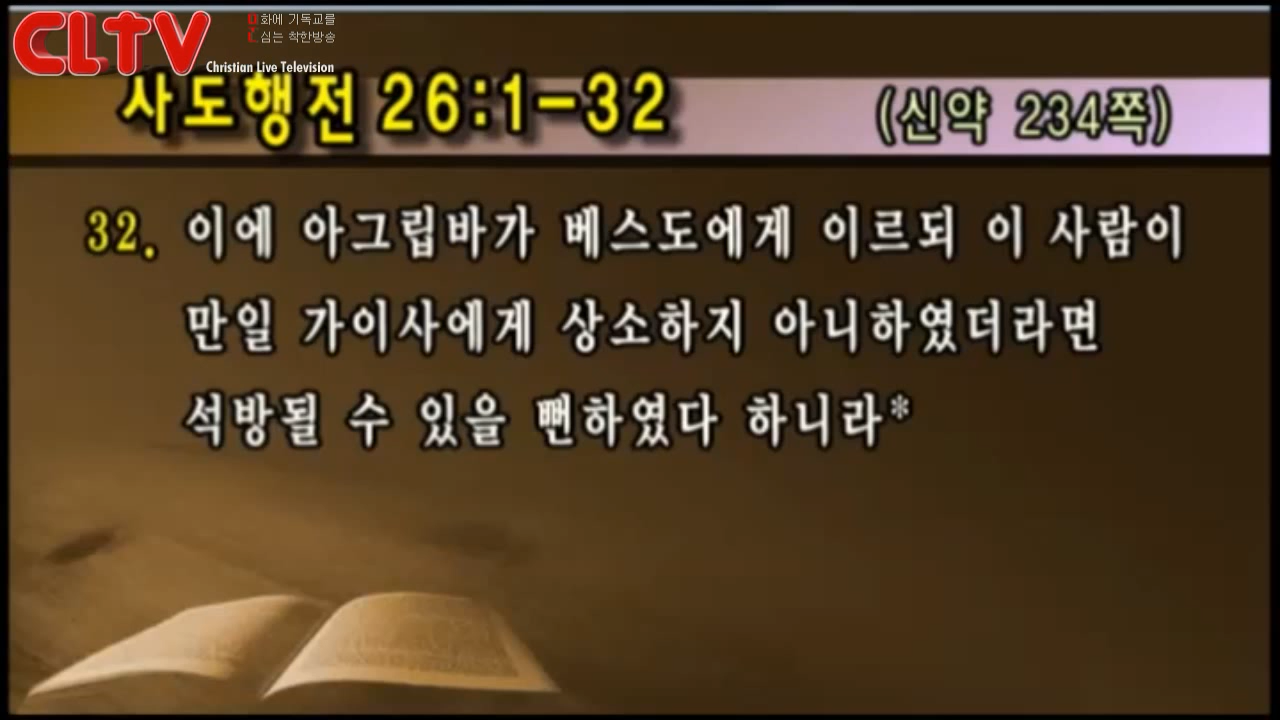 CLTV
화에 기독교를
심는 착한방송
Christian Live Television
사도행전 26:1-32 (신약 234쪽)
32. 이에 아그립바가 베스도에게 이르되 이 사람이
만일 가이사에게 상소하지 아니하였더라면
석방될 수 있을 뻔하였다 하니라*